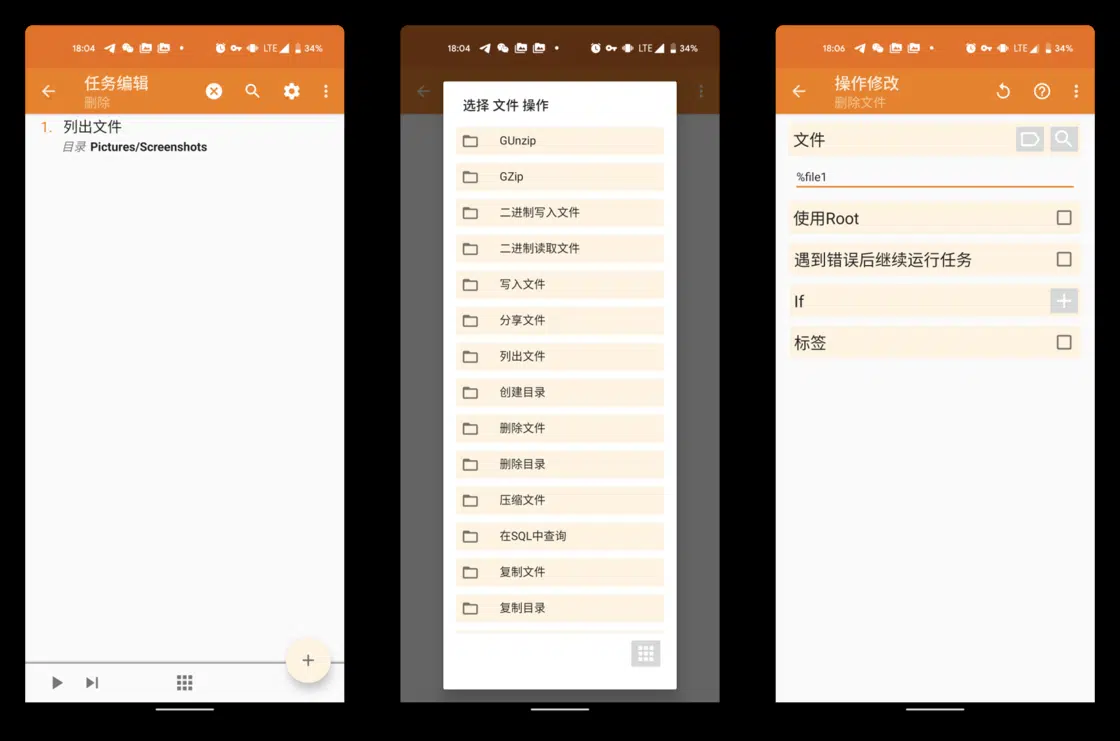 18:04
LTE
34%
任务编辑
删除
1. 列出文件
目录 Pictures/Screenshots
18:04
LTE
34%
选择 文件 操作
GUnzip
GZip
二进制写入文件
二进制读取文件
写入文件
分享文件
列出文件
创建目录
删除文件
删除目录
压缩文件
在SQL中查询
复制文件
复制目录
18:06
LTE
34%
操作修改
删除文件
文件
%file1
使用Root
遇到错误后继续运行任务
If
标签